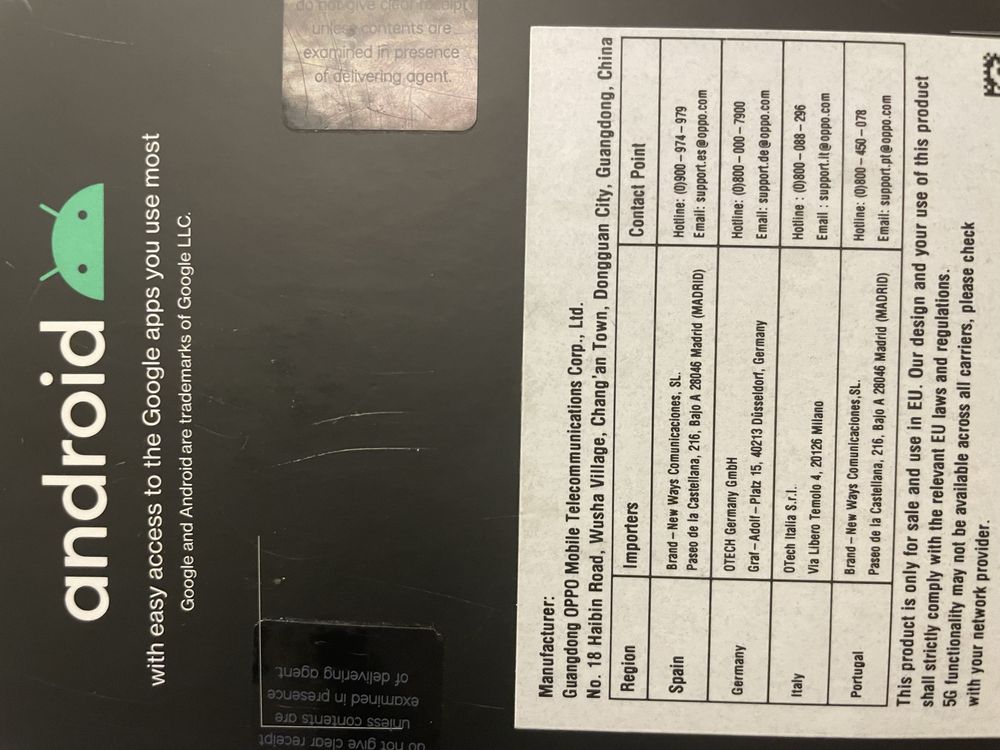 android
with easy access to the Google apps you use most
Google and Android are trademarks of Google LLC.
do not give clear receipt
unless contents are
examined in presence
of delivering agent
do not give clear receipt
unless contents are
examined in presence
of delivering agent.
Manufacturer:
Guangdong OPPO Mobile Telecommunications Corp., Ltd.
No. 18 Haibin Road, Wusha Village, Chang'an Town, Dongguan City, Guangdong, China
Region Importers Contact Point
Spain Brand-New Ways Comunicaciones, SL. Hotline: (0)900-974-979
Paseo de la Castellana, 216, Bajo A 28046 Madrid (MADRID) Email: support.es@oppo.com
Germany OTECH Germany GmbH Hotline: (0)800-000-7900
Graf-Adolf-Platz 15, 40213 Düsseldorf, Germany Email: support.de@oppo.com
Italy OTech Italia S.r.l. Hotline : (0)800-088-296
Via Libero Temolo 4, 20126 Milano Email : support.it@oppo.com
Portugal Brand-New Ways Comunicaciones,SL. Hotline: (0)800-450-078
Paseo de la Castellana, 216, Bajo A 28046 Madrid (MADRID) Email: support.pt@oppo.com
This product is only for sale and use in EU. Our design and your use of this product
shall strictly comply with the relevant EU laws and regulations.
5G functionality may not be available across all carriers, please check
with your network provider.